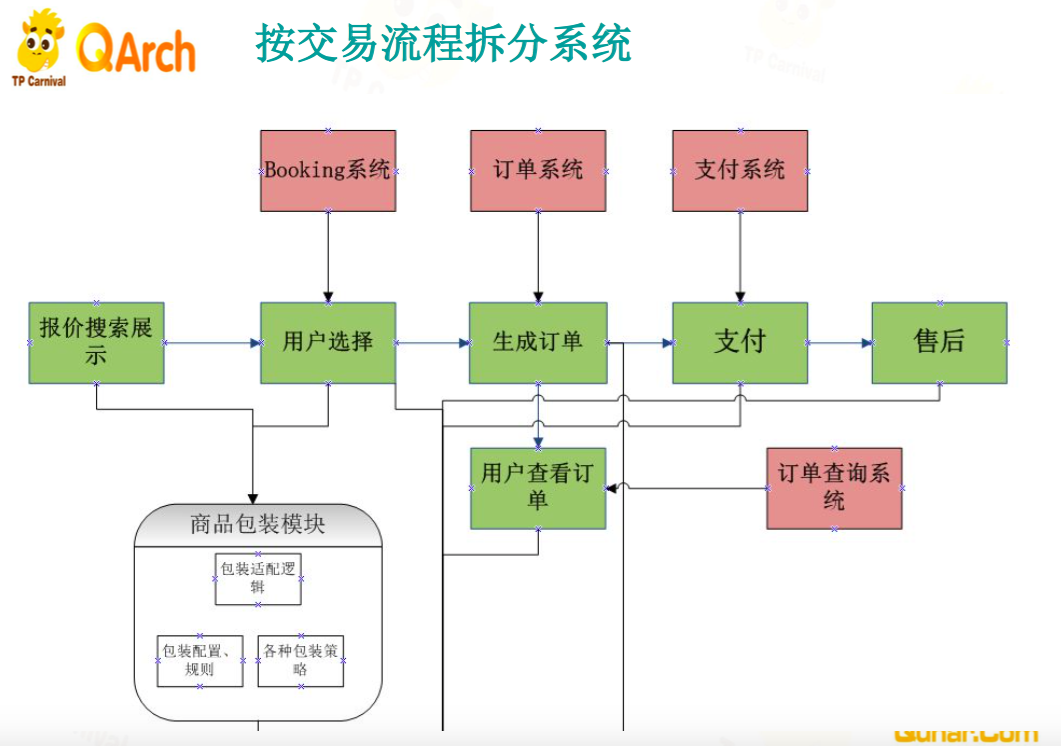 TP Carnival
QArch
按交易流程拆分系统
TP Carnival
Booking系统
订单系统
支付系统
报价搜索展
示
用户选择
生成订单
支付
售后
用户查看订
单
订单查询系
统
商品包装模块
包装适配逻
辑
包装配置、
规则
各种包装策
略
Qunar.Com